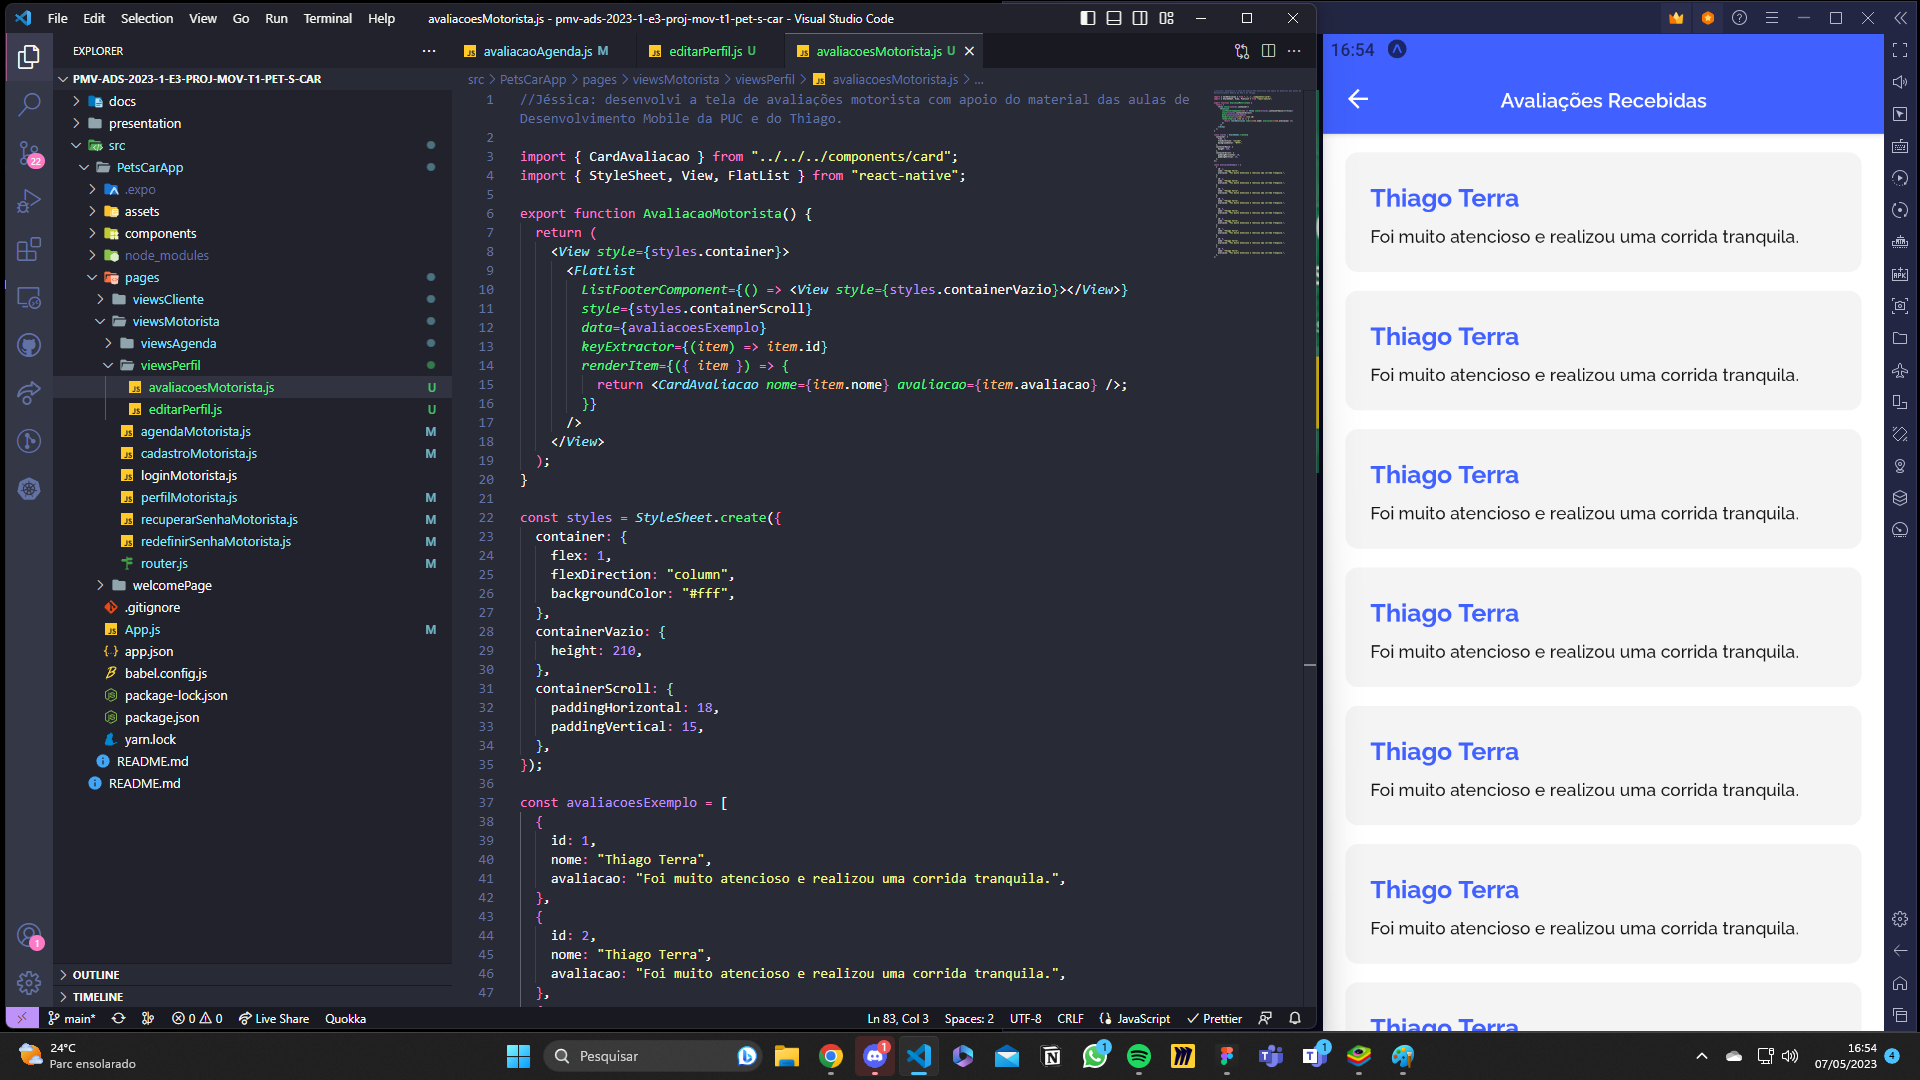 File Edit Selection View Go Run Terminal Help
avaliacoesMotorista.js - pmv-ads-2023-1-e3-proj-mov-t1-pet-s-car - Visual Studio Code
EXPLORER
PMV-ADS-2023-1-E3-PROJ-MOV-T1-PET-S-CAR
docs
presentation
src
PetsCarApp
.expo
assets
components
node_modules
pages
viewsCliente
viewsMotorista
viewsAgenda
viewsPerfil
avaliacoesMotorista.js U
editarPerfil.js U
agendaMotorista.js M
cadastroMotorista.js M
loginMotorista.js
perfilMotorista.js M
recuperarSenhaMotorista.js M
redefinirSenhaMotorista.js M
router.js M
welcomePage
.gitignore
App.js M
app.json
babel.config.js
package-lock.json
package.json
yarn.lock
README.md
README.md
OUTLINE
TIMELINE
22
1
avaliacaoAgenda.js M
editarPerfil.js U
avaliacoesMotorista.js U
src > PetsCarApp > pages > viewsMotorista > viewsPerfil > avaliacoesMotorista.js > ...
1 //Jéssica: desenvolvi a tela de avaliações motorista com apoio do material das aulas de
Desenvolvimento Mobile da PUC e do Thiago.
2
3 import { CardAvaliacao } from "../../../components/card";
4 import { StyleSheet, View, FlatList } from "react-native";
5
6 export function AvaliacaoMotorista() {
7 return (
8 <View style={styles.container}>
9 <FlatList
10 ListFooterComponent={() => <View style={styles.containerVazio}></View>}
11 style={styles.containerScroll}
12 data={avaliacoesExemplo}
13 keyExtractor={(item) => item.id}
14 renderItem={({ item }) => {
15 return <CardAvaliacao nome={item.nome} avaliacao={item.avaliacao} />;
16 }}
17 />
18 </View>
19 );
20 }
21
22 const styles = StyleSheet.create({
23 container: {
24 flex: 1,
25 flexDirection: "column",
26 backgroundColor: "#fff",
27 },
28 containerVazio: {
29 height: 210,
30 },
31 containerScroll: {
32 paddingHorizontal: 18,
33 paddingVertical: 15,
34 },
35 });
36
37 const avaliacoesExemplo = [
38 {
39 id: 1,
40 nome: "Thiago Terra",
41 avaliacao: "Foi muito atencioso e realizou uma corrida tranquila.",
42 },
43 {
44 id: 2,
45 nome: "Thiago Terra",
46 avaliacao: "Foi muito atencioso e realizou uma corrida tranquila.",
47 },
main* 0 0 Live Share Quokka
Ln 83, Col 3 Spaces: 2 UTF-8 CRLF JavaScript Prettier
16:54
Avaliações Recebidas
Thiago Terra
Foi muito atencioso e realizou uma corrida tranquila.
Thiago Terra
Foi muito atencioso e realizou uma corrida tranquila.
Thiago Terra
Foi muito atencioso e realizou uma corrida tranquila.
Thiago Terra
Foi muito atencioso e realizou uma corrida tranquila.
Thiago Terra
Foi muito atencioso e realizou uma corrida tranquila.
Thiago Terra
Foi muito atencioso e realizou uma corrida tranquila.
Thiago Terra
24°C
Parc ensolarado
Pesquisar
1
1
1
16:54
07/05/2023
4